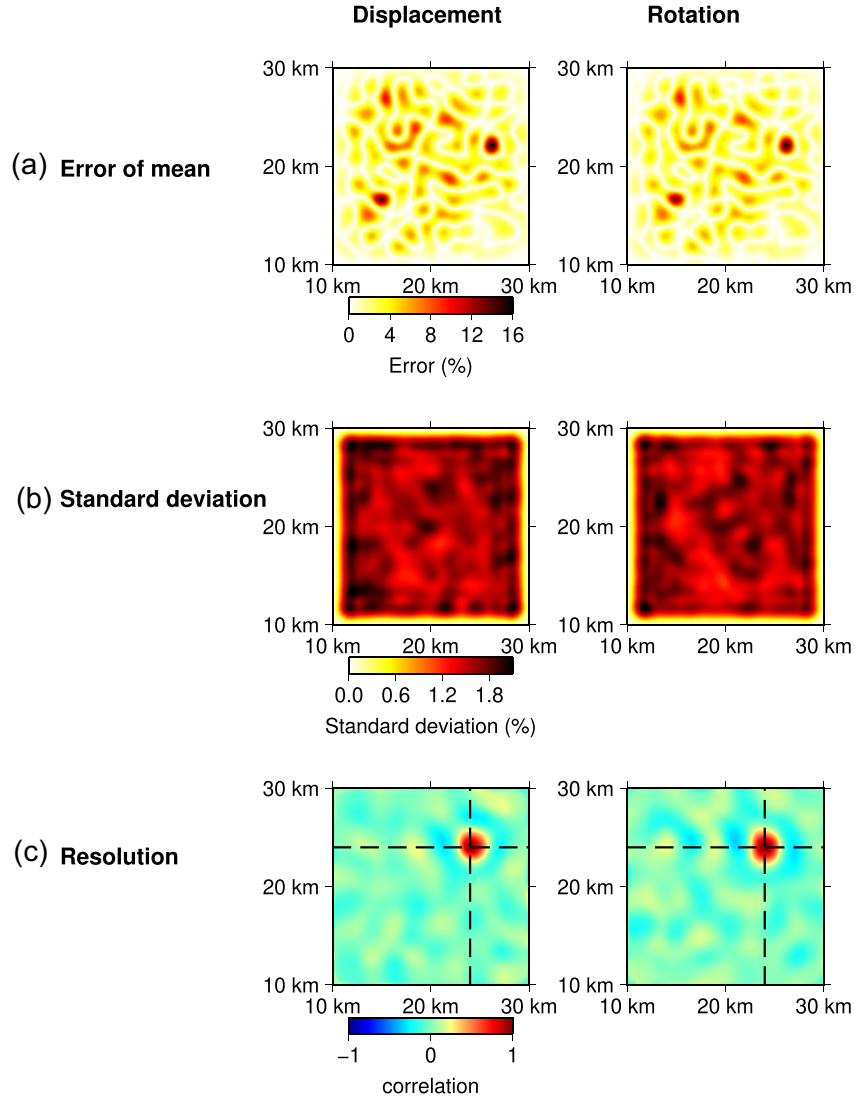 Displacement Rotation
30 km 30 km
(a) Error of mean 20 km 20 km
10 km 10 km
10 km 20 km 30 km 10 km 20 km 30 km
0 4 8 12 16
Error (%)
30 km 30 km
(b) Standard deviation 20 km 20 km
10 km 10 km
10 km 20 km 30 km 10 km 20 km 30 km
0.0 0.6 1.2 1.8
Standard deviation (%)
30 km 30 km
(c) Resolution 20 km 20 km
10 km 10 km
10 km 20 km 30 km 10 km 20 km 30 km
−1 0 1
correlation